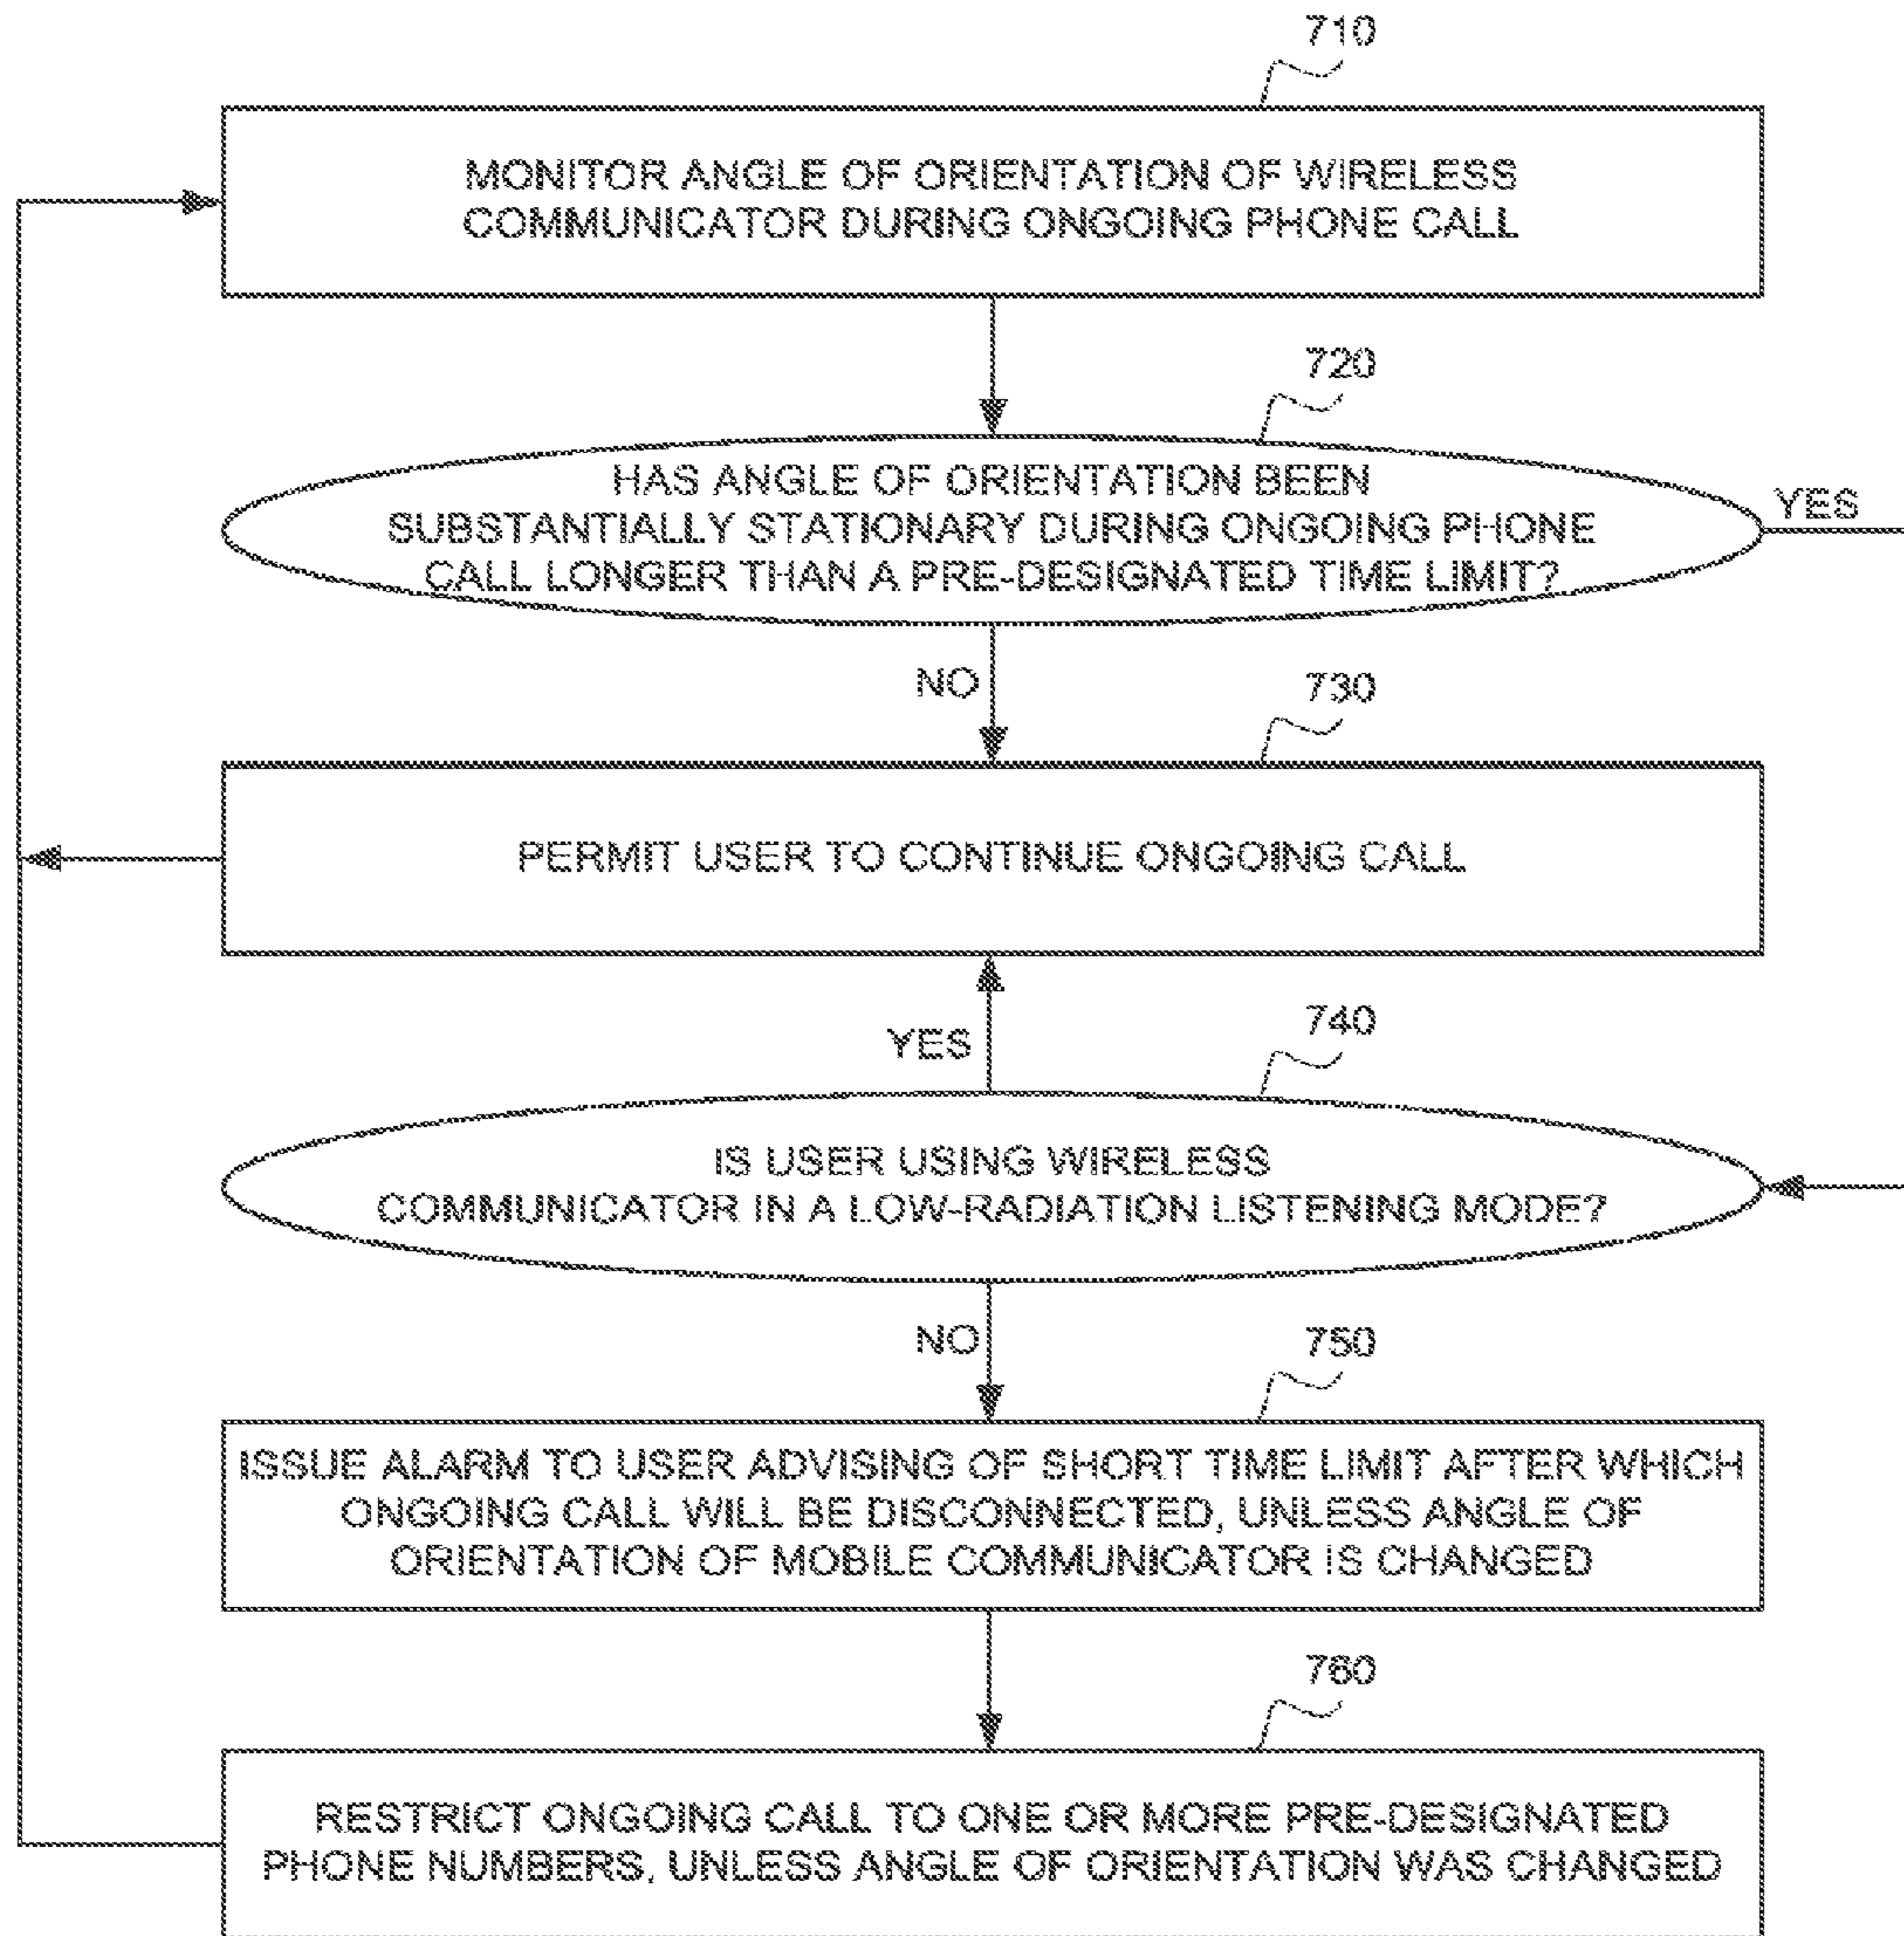 710
MONITOR ANGLE OF ORIENTATION OF WIRELESS
COMMUNICATOR DURING ONGOING PHONE CALL
720
HAS ANGLE OF ORIENTATION BEEN
SUBSTANTIALLY STATIONARY DURING ONGOING PHONE
CALL LONGER THAN A PRE-DESIGNATED TIME LIMIT?
YES
NO
730
PERMIT USER TO CONTINUE ONGOING CALL
YES
740
IS USER USING WIRELESS
COMMUNICATOR IN A LOW-RADIATION LISTENING MODE?
NO
750
ISSUE ALARM TO USER ADVISING OF SHORT TIME LIMIT AFTER WHICH
ONGOING CALL WILL BE DISCONNECTED, UNLESS ANGLE OF
ORIENTATION OF MOBILE COMMUNICATOR IS CHANGED
760
RESTRICT ONGOING CALL TO ONE OR MORE PRE-DESIGNATED
PHONE NUMBERS, UNLESS ANGLE OF ORIENTATION WAS CHANGED